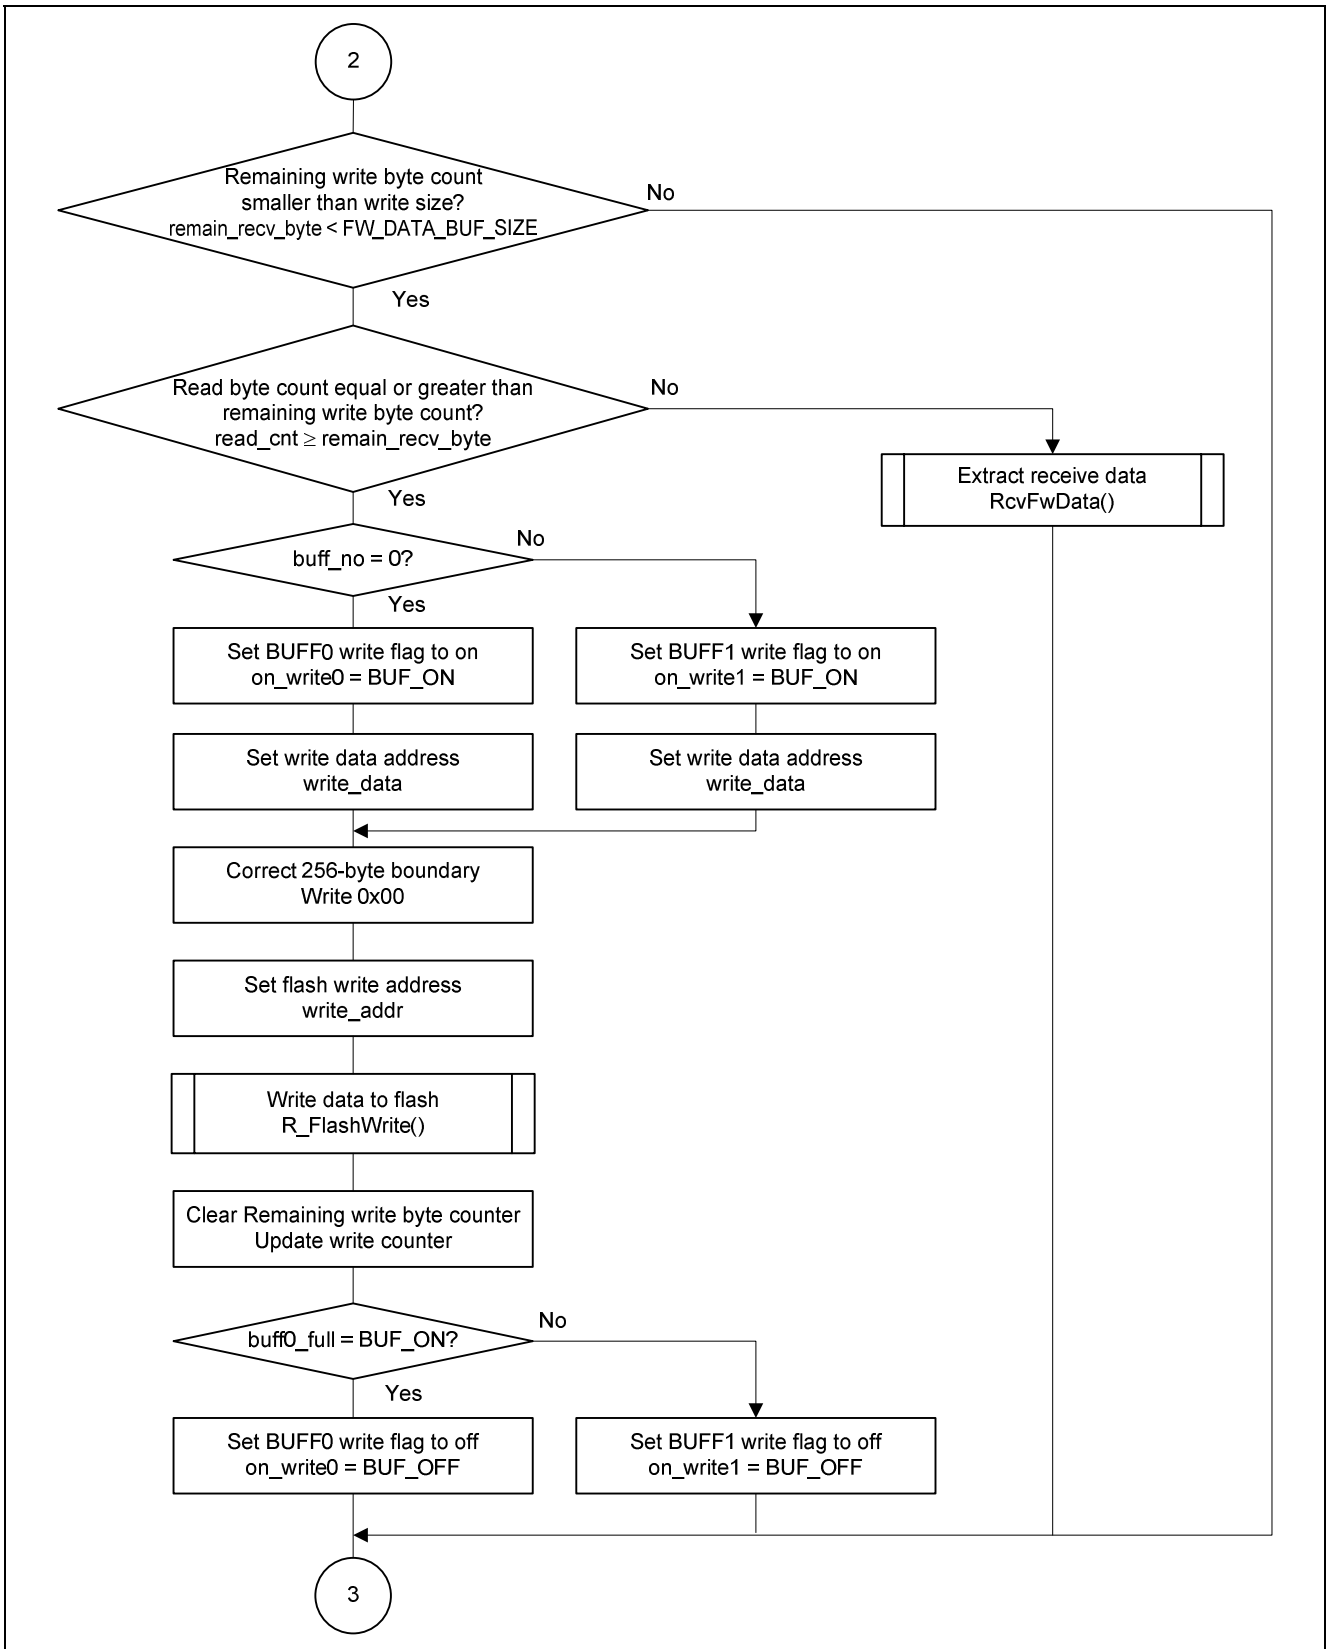 2
Remaining write byte count
smaller than write size?
remain_recv_byte < FW_DATA_BUF_SIZE
No
Yes
Read byte count equal or greater than
remaining write byte count?
read_cnt ≥ remain_recv_byte
No
Yes
Extract receive data
RcvFwData()
buff_no = 0?
No
Yes
Set BUFF0 write flag to on
on_write0 = BUF_ON
Set BUFF1 write flag to on
on_write1 = BUF_ON
Set write data address
write_data
Set write data address
write_data
Correct 256-byte boundary
Write 0x00
Set flash write address
write_addr
Write data to flash
R_FlashWrite()
Clear Remaining write byte counter
Update write counter
buff0_full = BUF_ON?
No
Yes
Set BUFF0 write flag to off
on_write0 = BUF_OFF
Set BUFF1 write flag to off
on_write1 = BUF_OFF
3